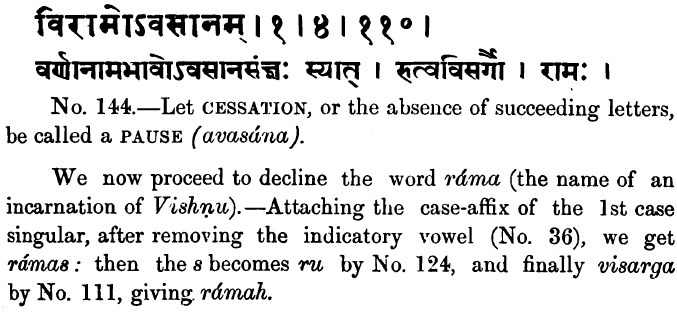 विरामोऽवसानम् । १ । ४ । ११० ।
वर्णानामभावोऽवसानसंज्ञः स्यात् । रुत्वविसर्गौ । रामः ।
No. 144.—Let CESSATION, or the absence of succeeding letters,
be called a PAUSE (avasána).
We now proceed to decline the word ráma (the name of an
incarnation of Vishṇu).—Attaching the case-affix of the 1st case
singular, after removing the indicatory vowel (No. 36), we get
rámas: then the s becomes ru by No. 124, and finally visarga
by No. 111, giving rámah.